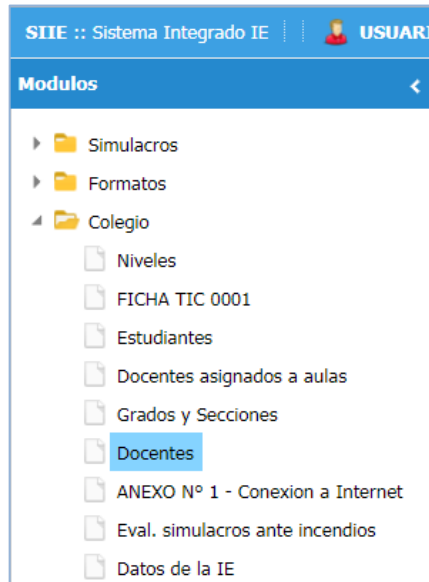 SIIE :: Sistema Integrado IE
Modulos
Simulacros
Formatos
Colegio
Niveles
FICHA TIC 0001
Estudiantes
Docentes asignados a aulas
Grados y Secciones
Docentes
ANEXO Nº 1 - Conexion a Internet
Eval. simulacros ante incendios
Datos de la IE